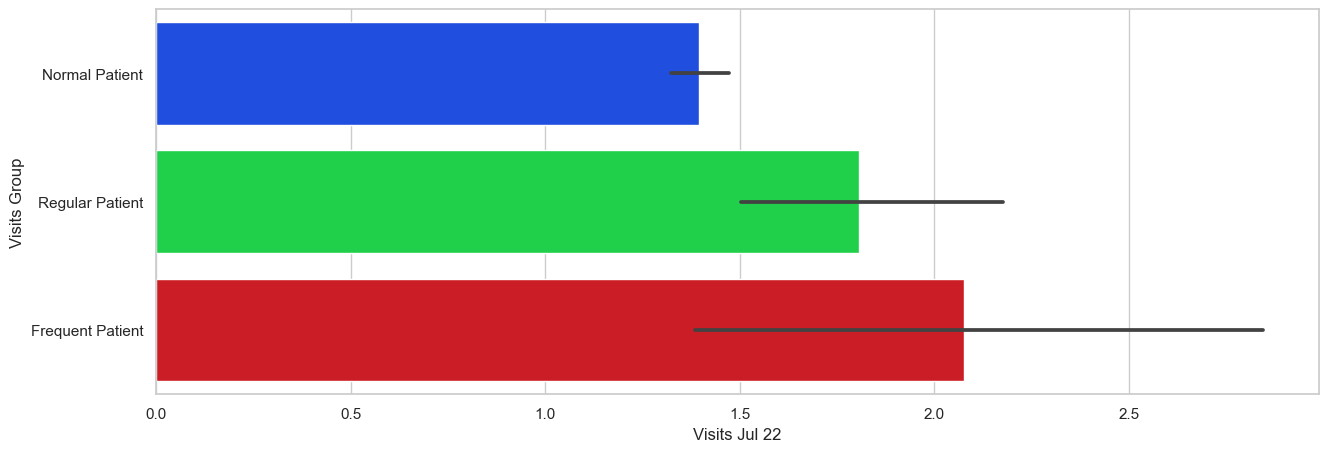 Visits Group
Normal Patient
Regular Patient
Frequent Patient
0.0 0.5 1.0 1.5 2.0 2.5
Visits Jul 22